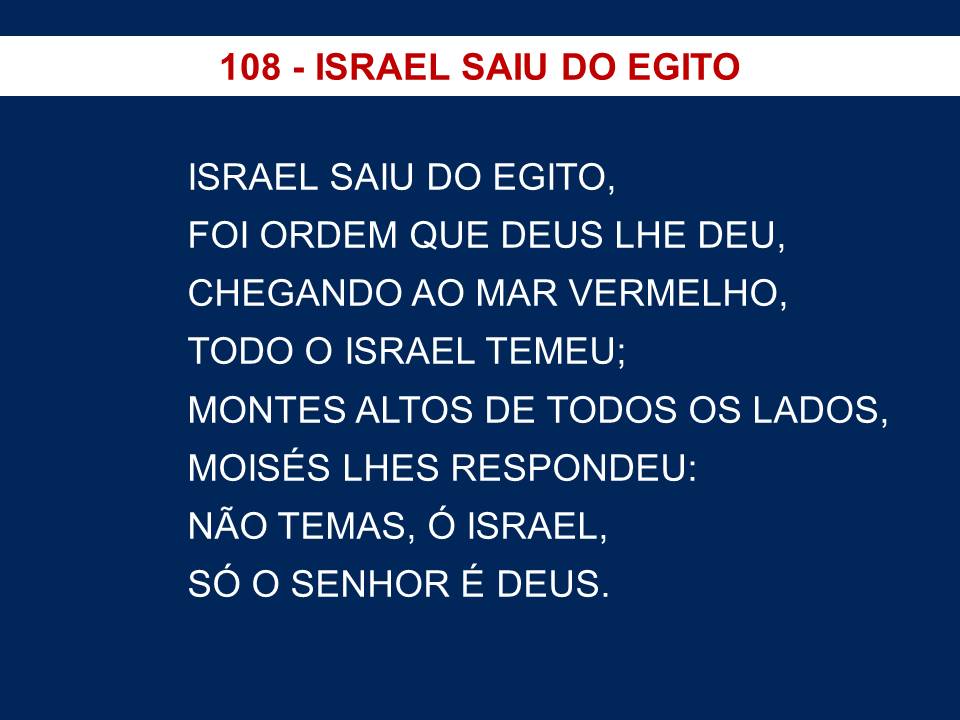 108 - ISRAEL SAIU DO EGITO
ISRAEL SAIU DO EGITO,
FOI ORDEM QUE DEUS LHE DEU,
CHEGANDO AO MAR VERMELHO,
TODO O ISRAEL TEMEU;
MONTES ALTOS DE TODOS OS LADOS,
MOISÉS LHES RESPONDEU:
NÃO TEMAS, Ó ISRAEL,
SÓ O SENHOR É DEUS.